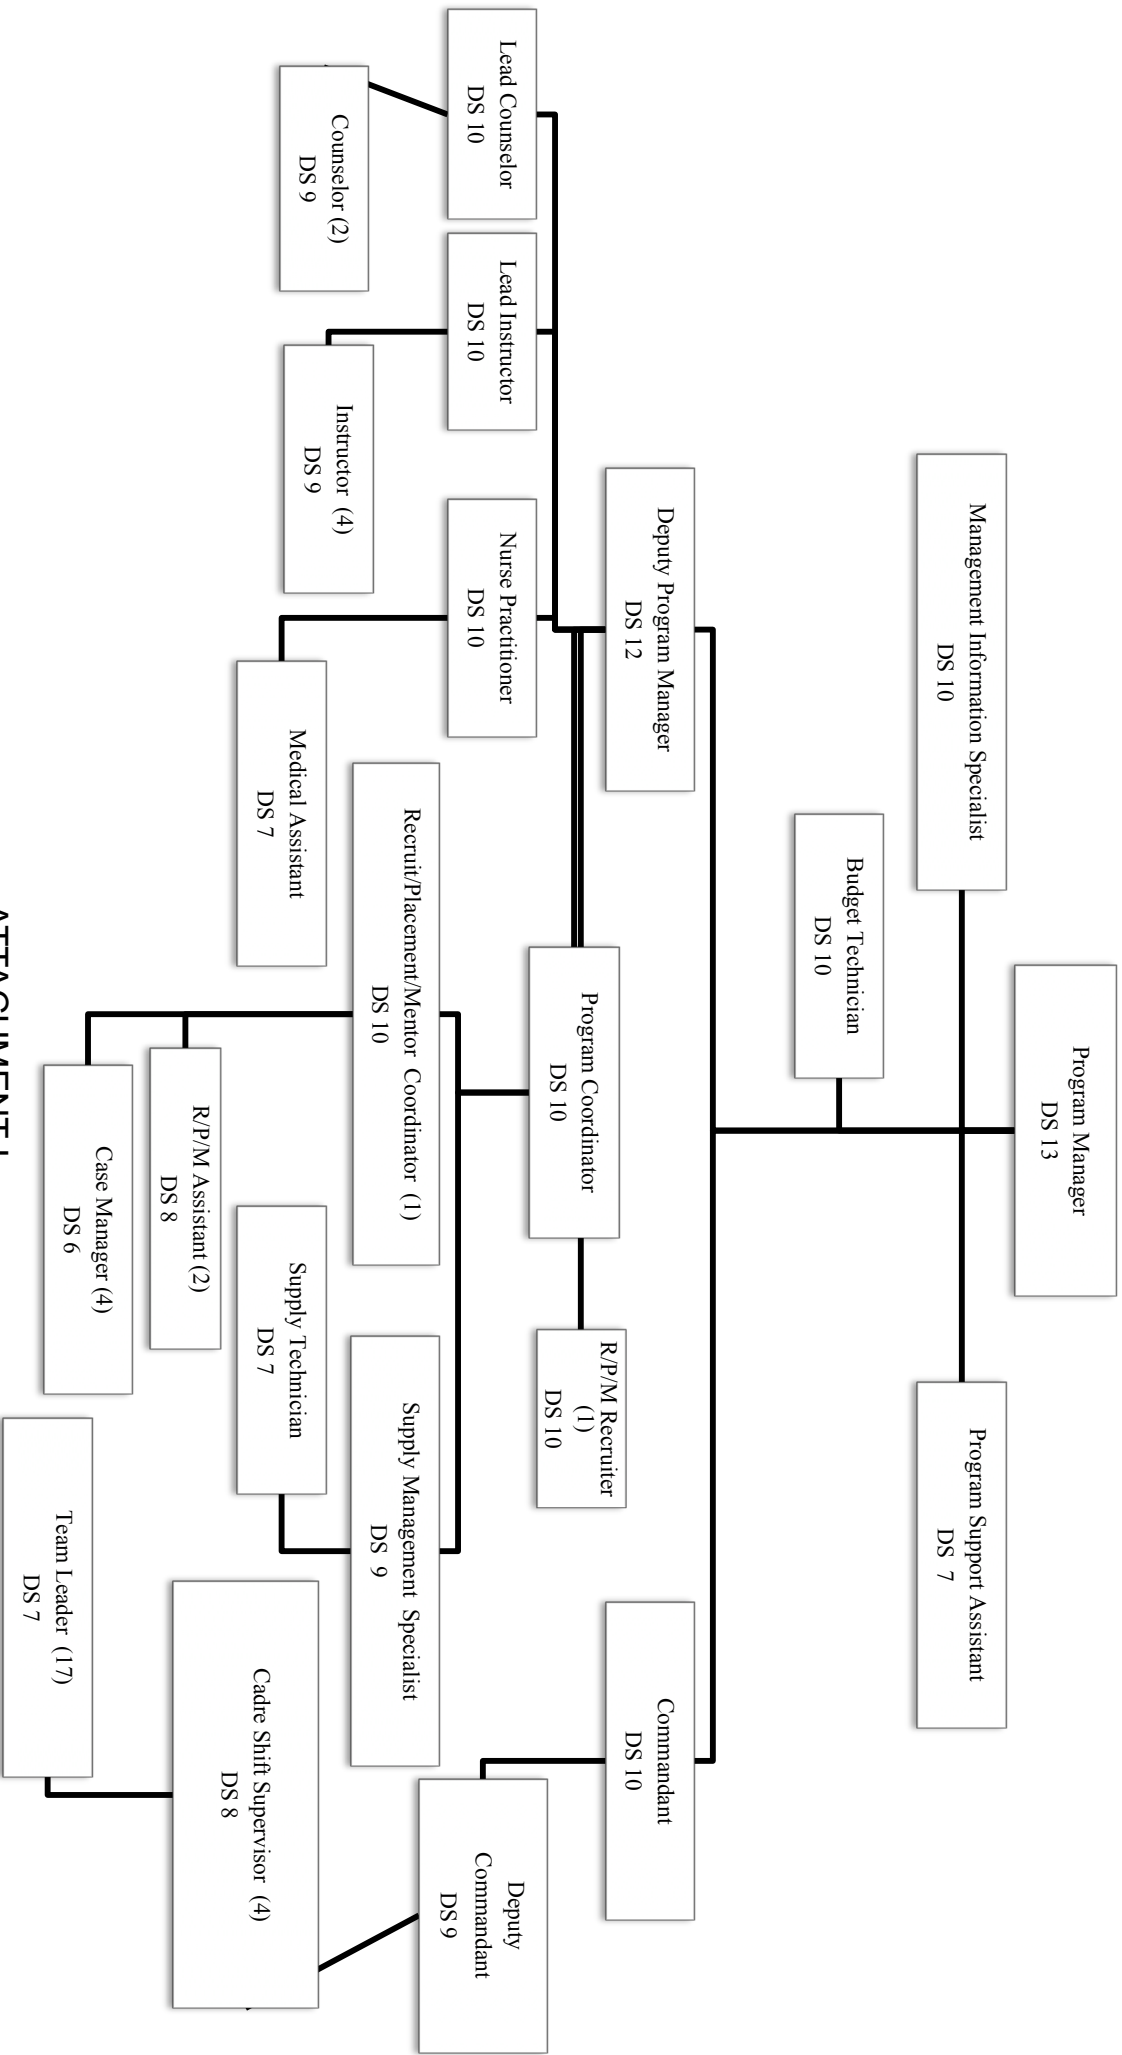 Program Manager
DS 13
Management Information Specialist
DS 10
Program Support Assistant
DS  7
Budget Technician
DS 10
Deputy Program Manager
DS 12
Commandant
DS 10
Program Coordinator
DS 10
R/P/M Recruiter
(1)
DS 10
Lead Counselor
DS 10
Lead Instructor
DS 10
Nurse Practitioner
DS 10
Deputy
Commandant
DS 9
Recruit/Placement/Mentor Coordinator (1)
DS 10
Supply Management Specialist
DS 9
Counselor (2)
DS 9
Instructor (4)
DS 9
Medical Assistant
DS 7
Supply Technician
DS 7
Cadre Shift Supervisor (4)
DS 8
R/P/M Assistant (2)
DS 8
Case Manager (4)
DS 6
Team Leader (17)
DS 7